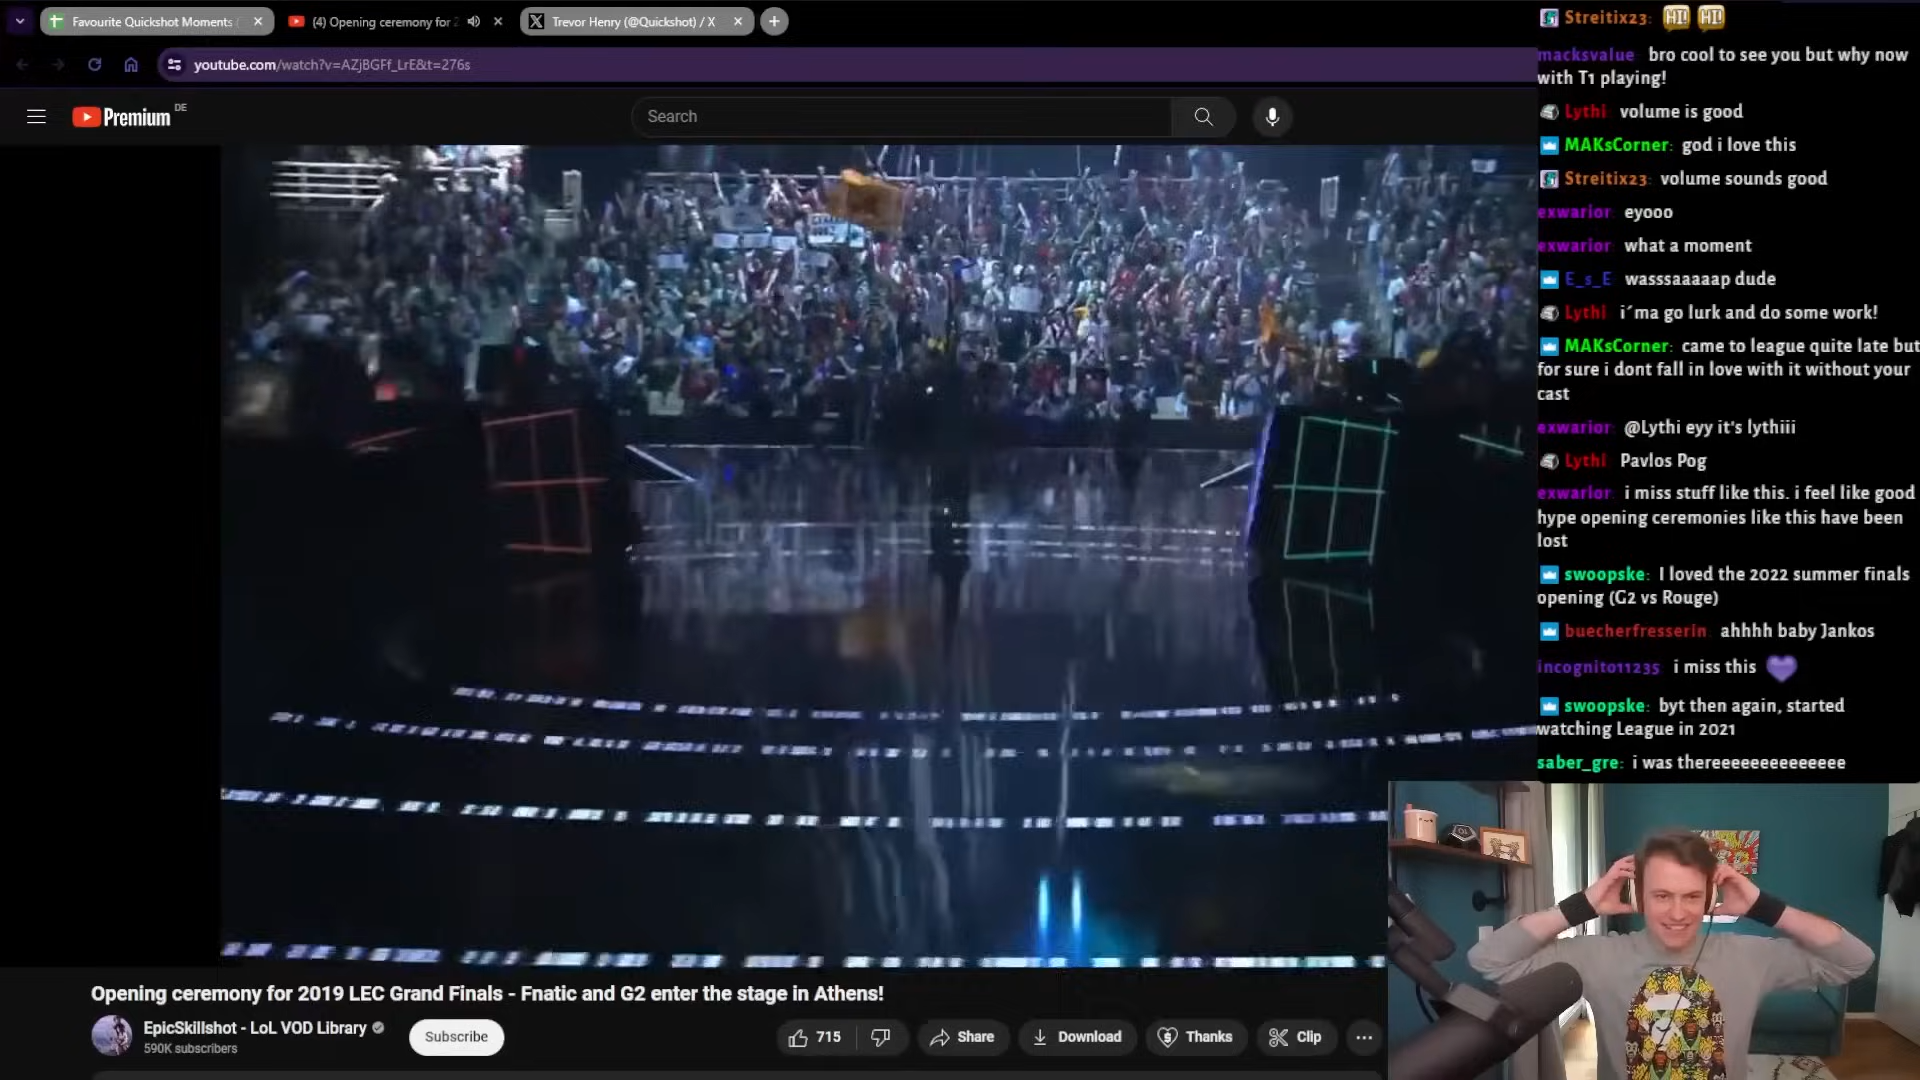 Favourite Quickshot Moments
(4) Opening ceremony for 2
Trevor Henry (@Quickshot) / X
youtube.com/watch?v=AZjBGFf_LrE&t=276s
Premium DE
Search
Streitix23: HI! HI!
macksvalue bro cool to see you but why now
with T1 playing!
Lythi volume is good
MAKsCorner: god i love this
Streitix23: volume sounds good
exwarior eyooo
exwarior what a moment
E_s_E wasssaaaaap dude
Lythi i´ma go lurk and do some work!
MAKsCorner: came to league quite late but
for sure i dont fall in love with it without your
cast
exwarior @Lythi eyy it's lythiii
Lythi Pavlos Pog
exwarior i miss stuff like this. i feel like good
hype opening ceremonies like this have been
lost
swoopske: I loved the 2022 summer finals
opening (G2 vs Rouge)
buecherfresserin ahhhh baby Jankos
incognito11235 i miss this
swoopske: byt then again, started
watching League in 2021
saber_gre: i was thereeeeeeeeeeeeee
Opening ceremony for 2019 LEC Grand Finals - Fnatic and G2 enter the stage in Athens!
EpicSkillshot - LoL VOD Library
590K subscribers
Subscribe
715
Share
Download
Thanks
Clip